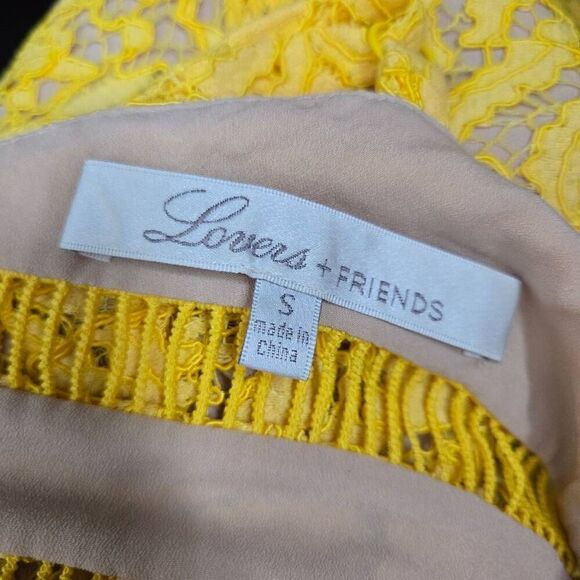 Lovers + FRIENDS
S
made in
China